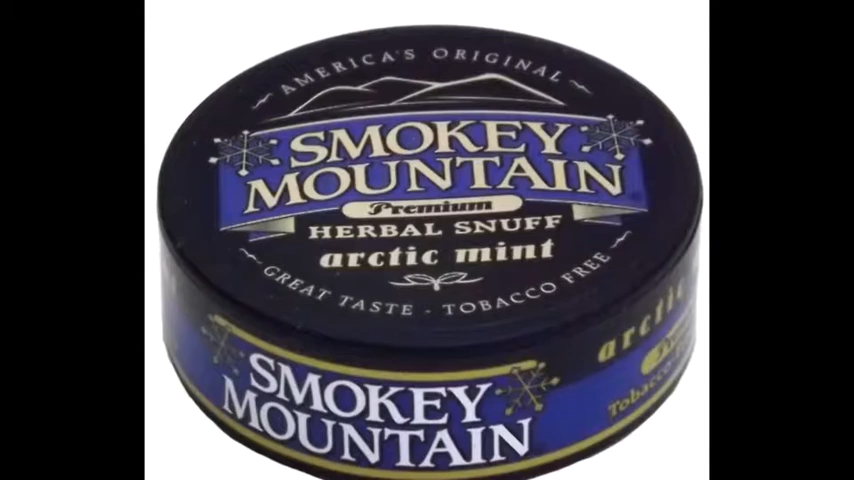 AMERICA'S ORIGINAL
SMOKEY
MOUNTAIN
Premium
HERBAL SNUFF
arctic mint
GREAT TASTE - TOBACCO FREE
SMOKEY
MOUNTAIN
arctic
Tobacco